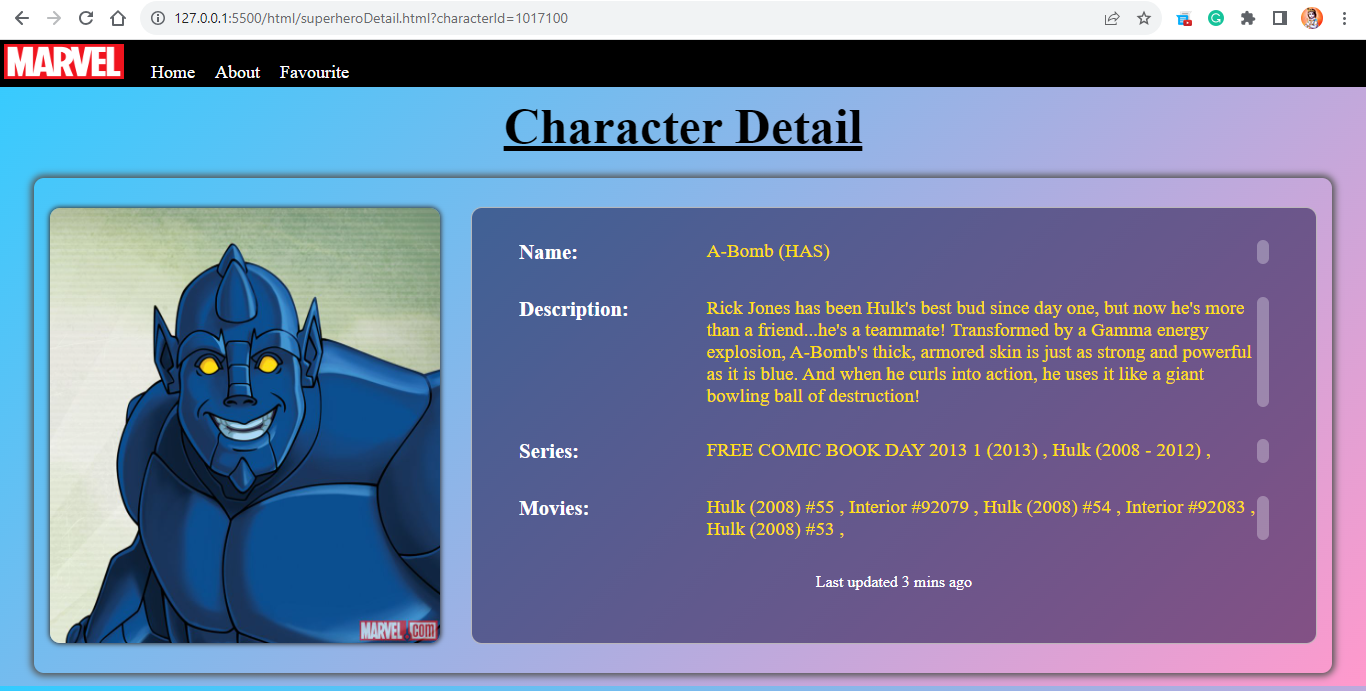 127.0.0.1:5500/html/superheroDetail.html?characterId=1017100
MARVEL Home About Favourite
Character Detail
Name: A-Bomb (HAS)
Description: Rick Jones has been Hulk's best bud since day one, but now he's more
than a friend...he's a teammate! Transformed by a Gamma energy
explosion, A-Bomb's thick, armored skin is just as strong and powerful
as it is blue. And when he curls into action, he uses it like a giant
bowling ball of destruction!
Series: FREE COMIC BOOK DAY 2013 1 (2013) , Hulk (2008 - 2012) ,
Movies: Hulk (2008) #55 , Interior #92079 , Hulk (2008) #54 , Interior #92083 ,
Hulk (2008) #53 ,
Last updated 3 mins ago
MARVEL.com